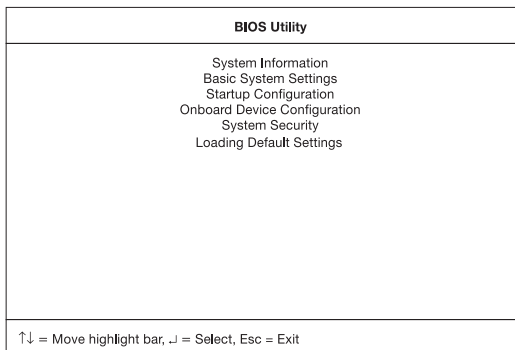 BIOS Utility
System Information
Basic System Settings
Startup Configuration
Onboard Device Configuration
System Security
Loading Default Settings
↑↓ = Move highlight bar, ↵ = Select, Esc = Exit